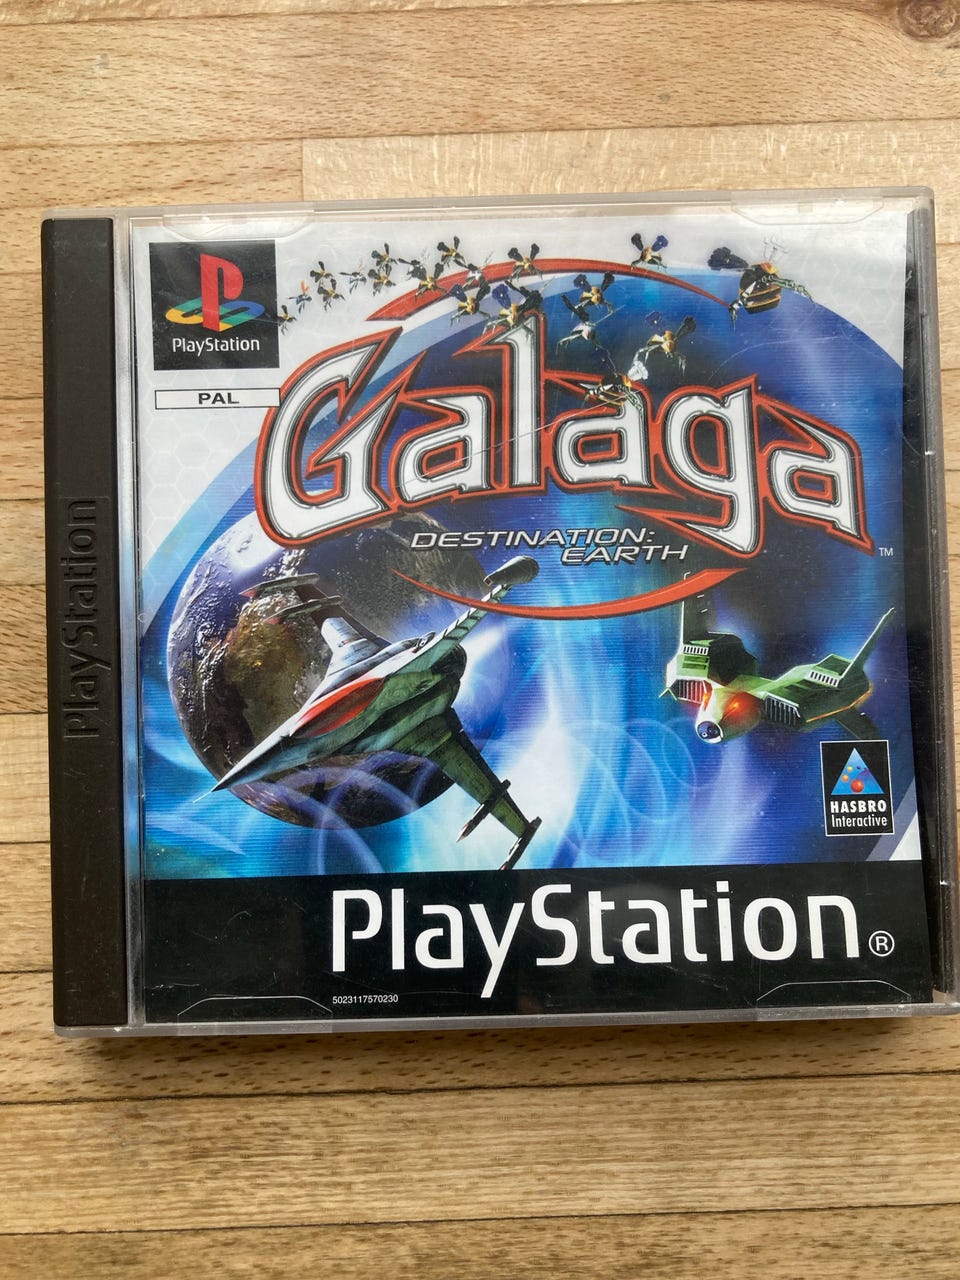 PlayStation
PlayStation
PAL
Galaga
DESTINATION:
EARTH
TM
HASBRO
Interactive
PlayStation®
5023117570230